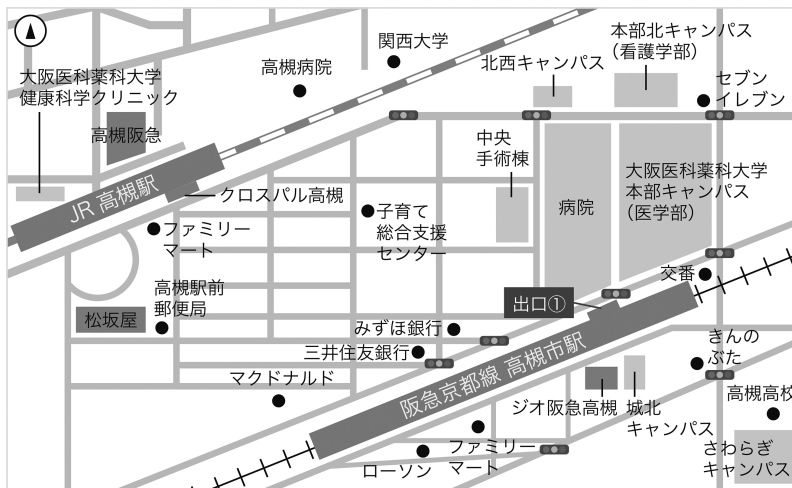 関西大学
高槻病院
本部北キャンパス
（看護学部）
北西キャンパス
セブン
イレブン
大阪医科薬科大学
健康科学クリニック
高槻阪急
中央
手術棟
大阪医科薬科大学
本部キャンパス
（医学部）
病院
JR 高槻駅
クロスパル高槻
子育て
総合支援
センター
ファミリー
マート
交番
高槻駅前
郵便局
出口①
松坂屋
みずほ銀行
三井住友銀行
きんの
ぶた
阪急京都線 高槻市駅
マクドナルド
高槻高校
ジオ阪急高槻
城北
キャンパス
ファミリー
マート
ローソン
さわらぎ
キャンパス